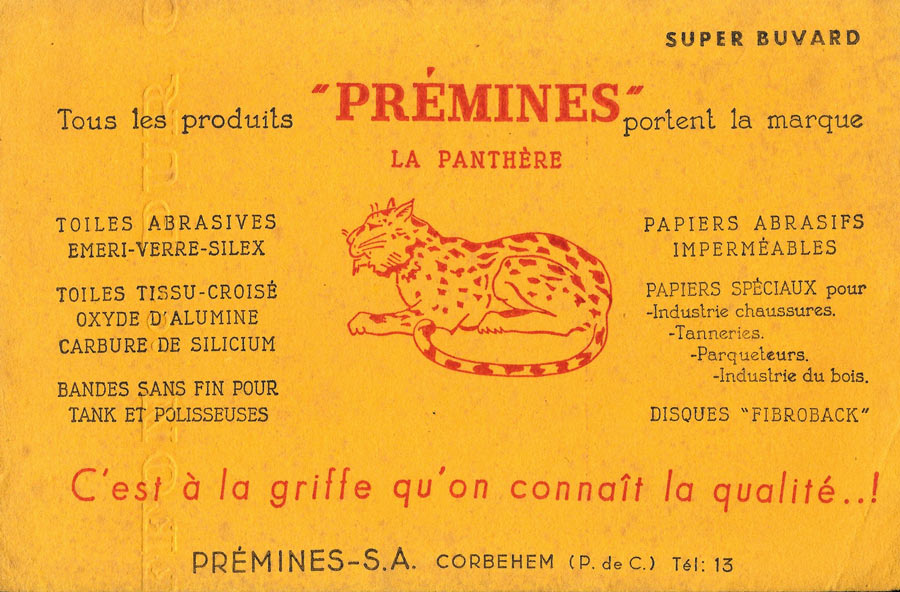 SUPER BUVARD
Tous les produits "PRÉMINES" portent la marque
LA PANTHÈRE
TOILES ABRASIVES
EMERI-VERRE-SILEX
TOILES TISSU-CROISÉ
OXYDE D'ALUMINE
CARBURE DE SILICIUM
BANDES SANS FIN POUR
TANK ET POLISSEUSES
PAPIERS ABRASIFS
IMPERMÉABLES
PAPIERS SPÉCIAUX pour
-Industrie chaussures.
-Tanneries.
-Parqueteurs.
-Industrie du bois.
DISQUES "FIBROBACK"
C'est à la griffe qu'on connaît la qualité..!
PRÉMINES-S.A. CORBEHEM (P. de C.) Tél: 13